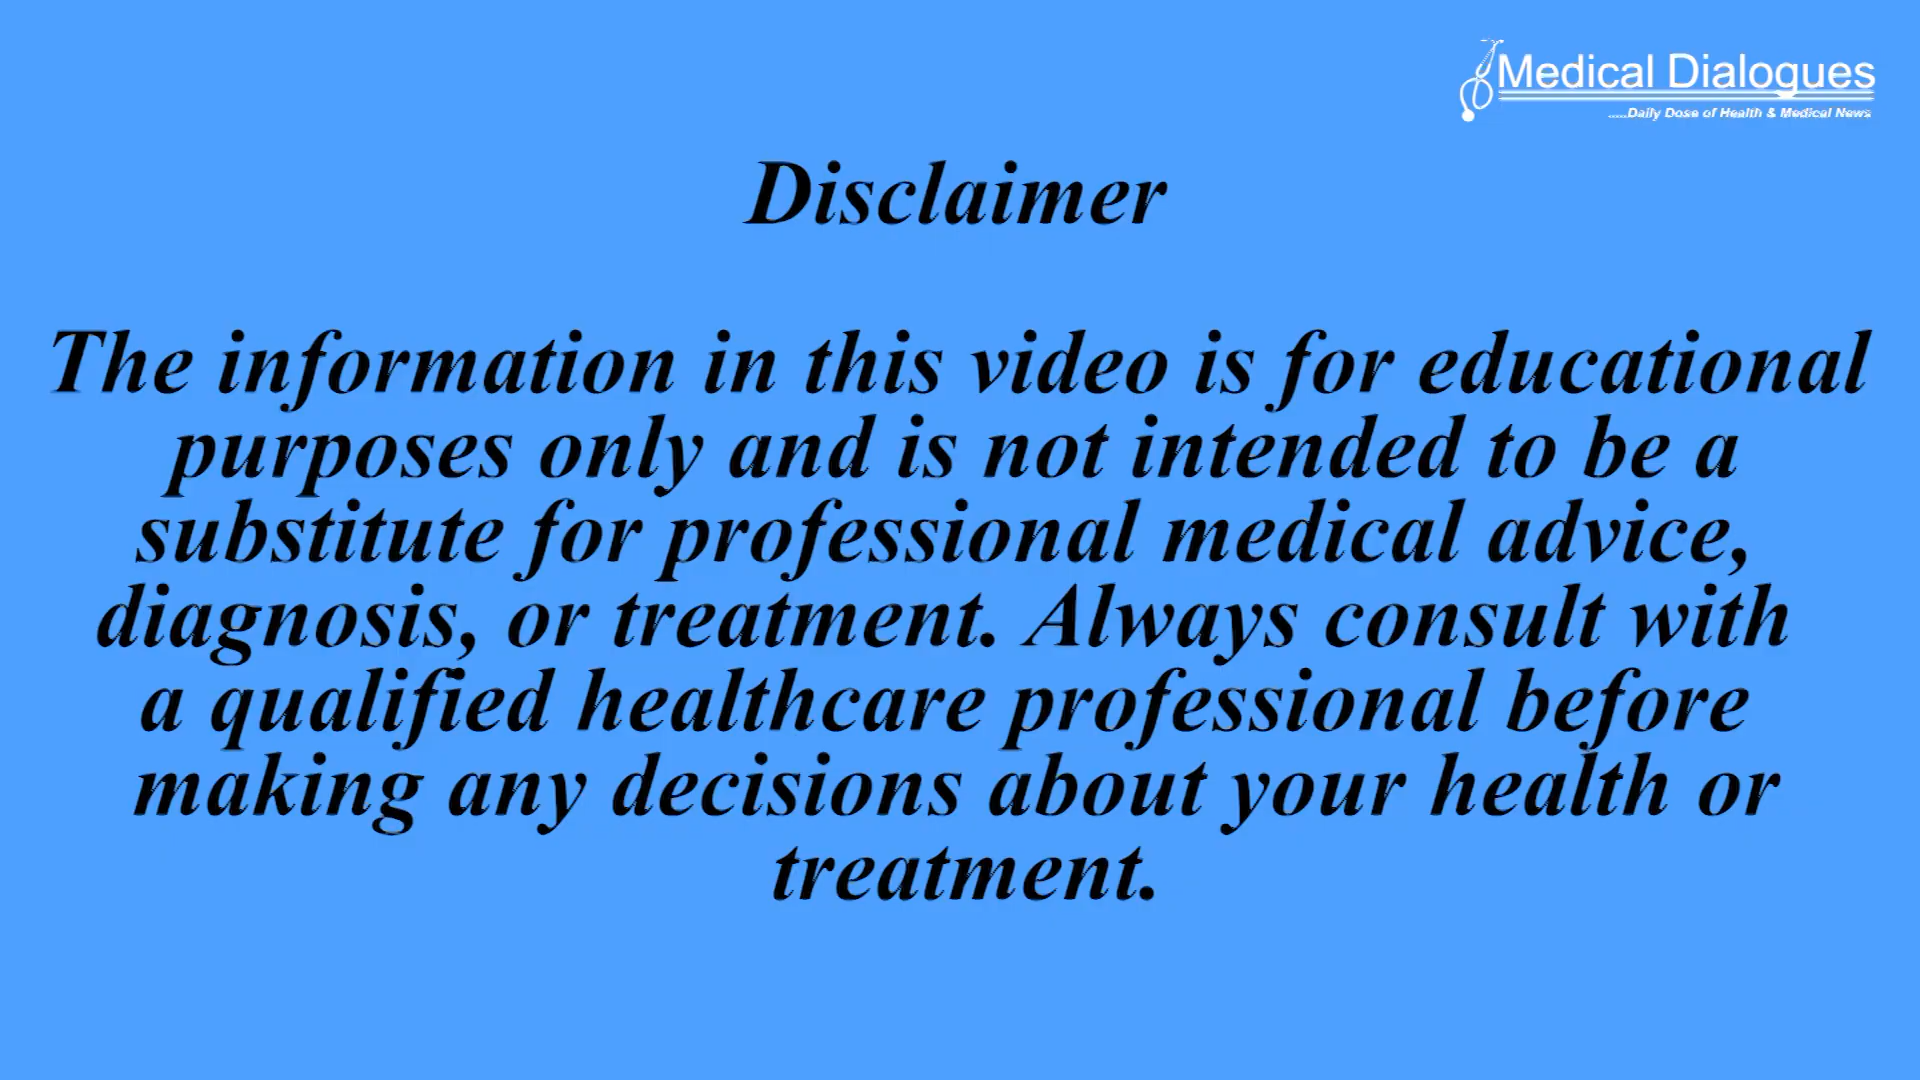 Medical Dialogues
.....Daily Dose of Health & Medical News
Disclaimer
The information in this video is for educational
purposes only and is not intended to be a
substitute for professional medical advice,
diagnosis, or treatment. Always consult with
a qualified healthcare professional before
making any decisions about your health or
treatment.